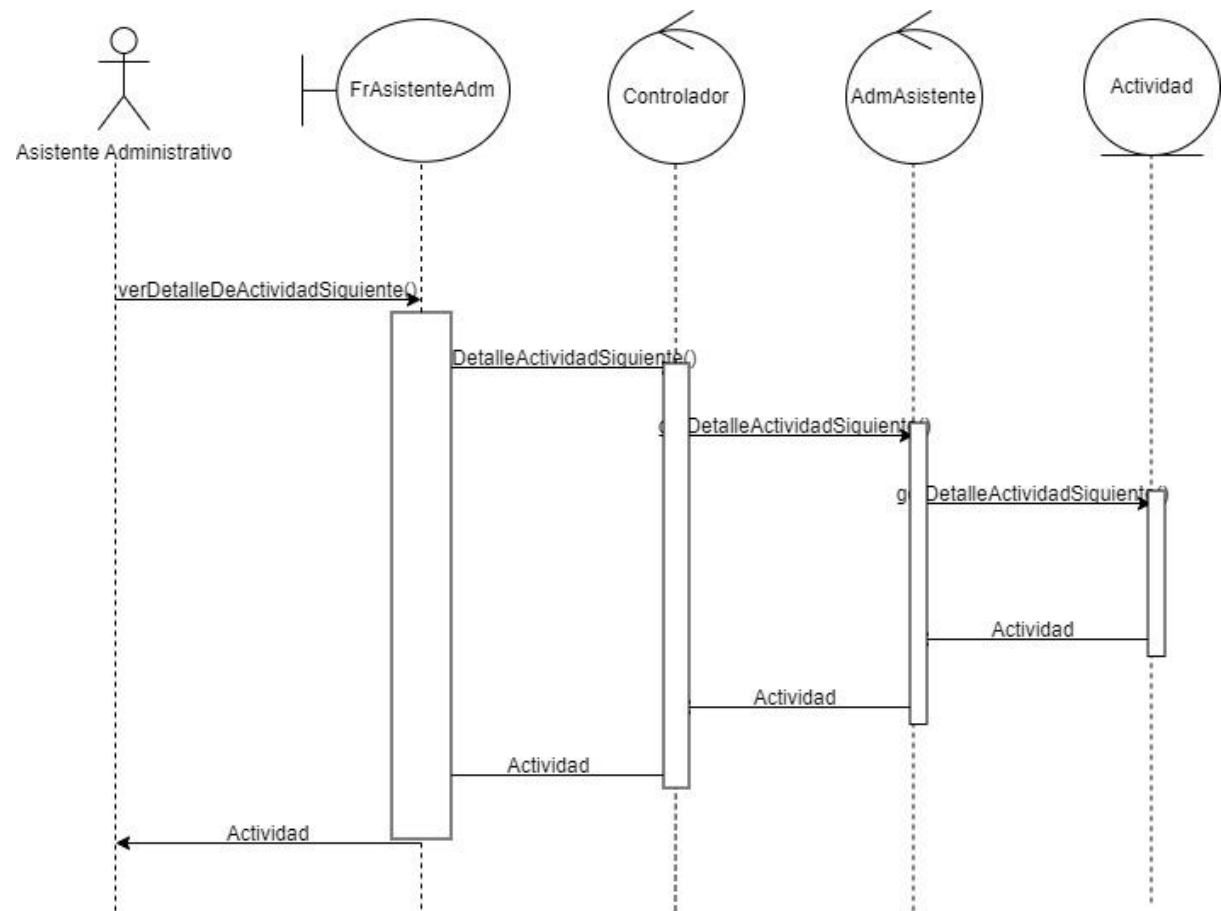 Asistente Administrativo
FrAsistenteAdm
Controlador
AdmAsistente
Actividad
verDetalleDeActividadSiguiente()
DetalleActividadSiguiente()
DetalleActividadSiguiente()
DetalleActividadSiguiente()
Actividad
Actividad
Actividad
Actividad